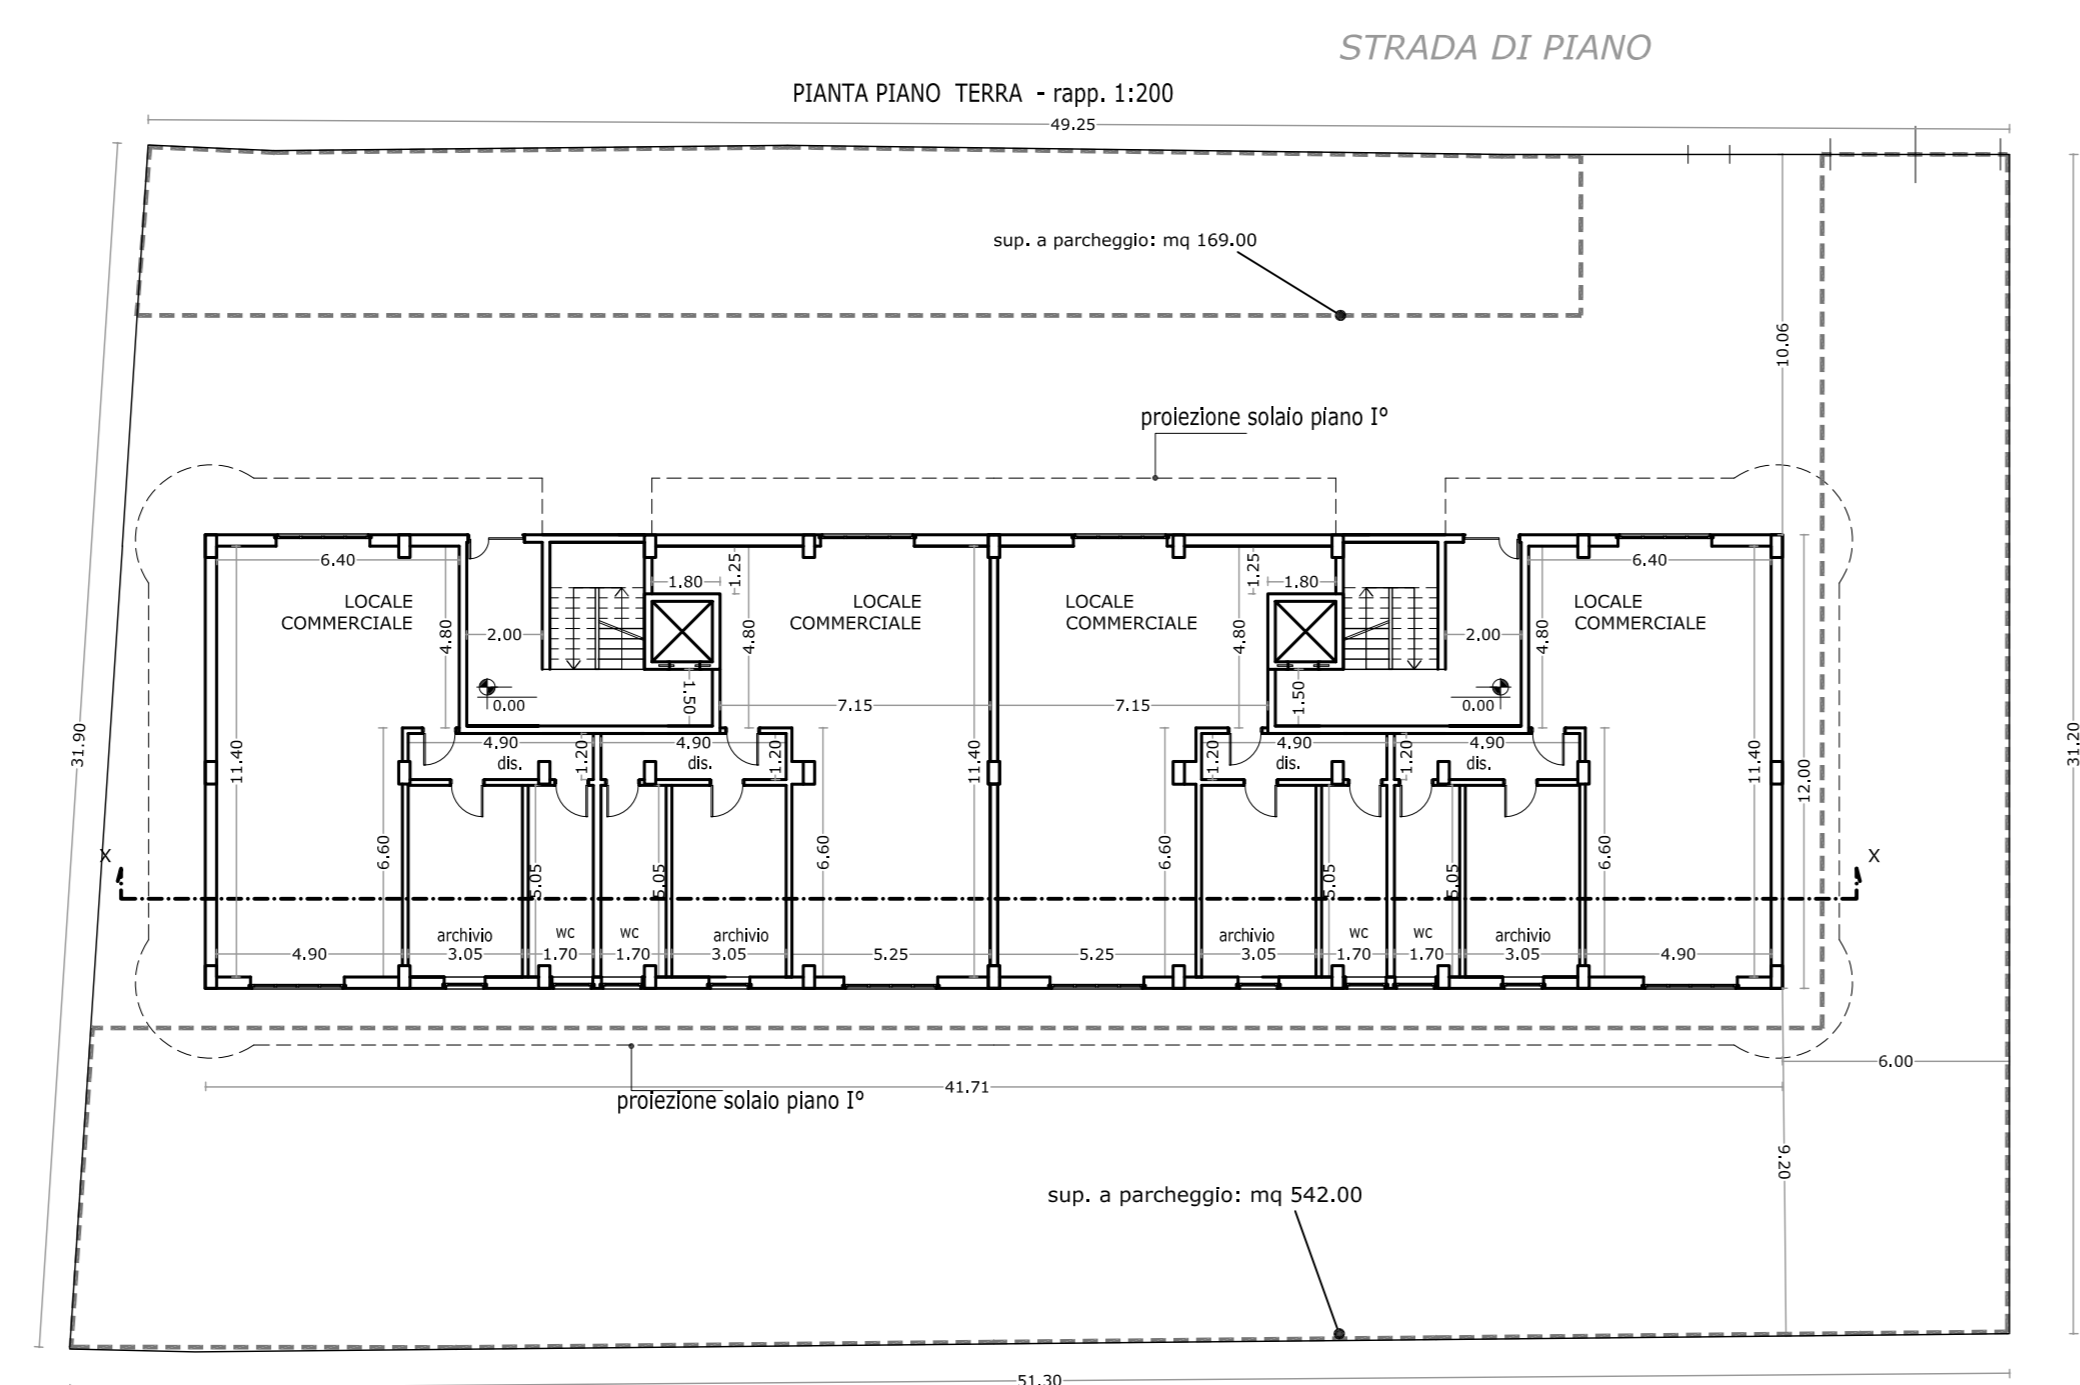 STRADA DI PIANO
PIANTA PIANO TERRA - rapp. 1:200
49.25
sup. a parcheggio: mq 169.00
10.06
proiezione solaio piano I°
6.40
1.80
1.25
1.25
1.80
6.40
LOCALE
COMMERCIALE
LOCALE
COMMERCIALE
LOCALE
COMMERCIALE
LOCALE
COMMERCIALE
4.80
2.00
4.80
4.80
2.00
4.80
0.00
1.50
7.15
7.15
1.50
0.00
31.90
31.20
4.90
4.90
4.90
4.90
1.20
1.20
1.20
1.20
dis.
dis.
dis.
dis.
11.40
11.40
11.40
12.00
6.60
6.60
6.60
6.60
X
X
5.05
5.05
5.05
5.05
archivio
wc
wc
archivio
archivio
wc
wc
archivio
4.90
3.05
1.70
1.70
3.05
5.25
5.25
3.05
1.70
1.70
3.05
4.90
6.00
41.71
proiezione solaio piano I°
9.20
sup. a parcheggio: mq 542.00
51.30